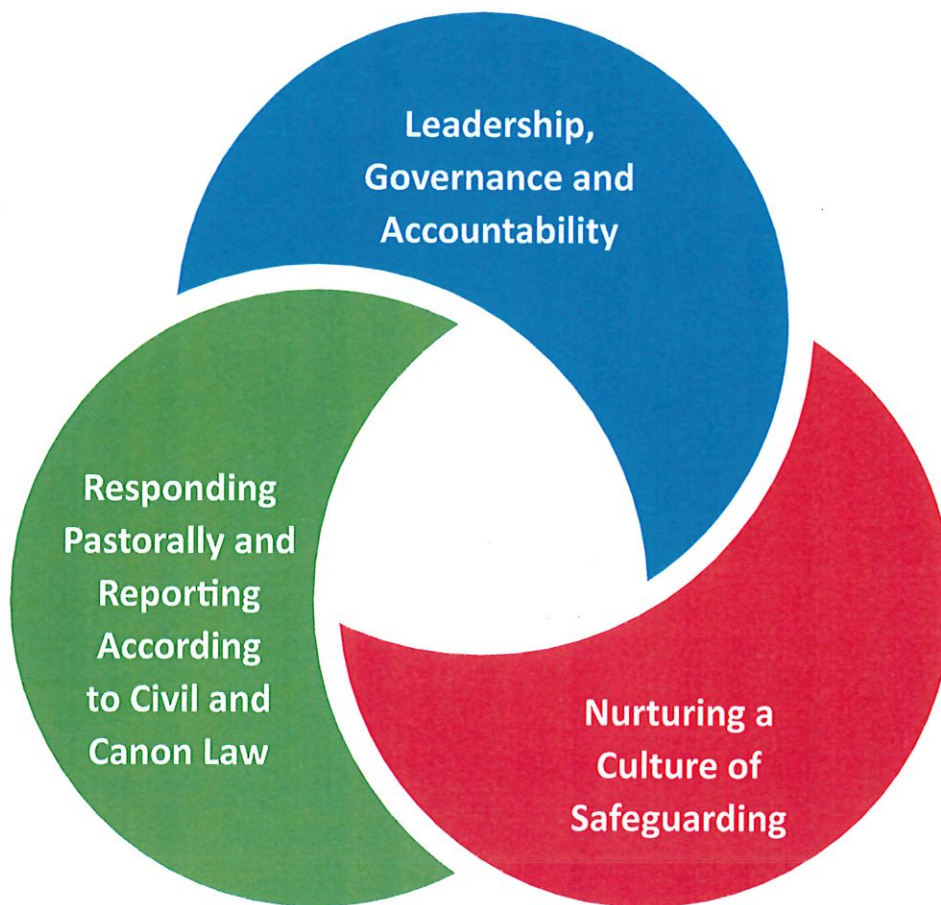 Leadership,
Governance and
Accountability
Responding
Pastorally and
Reporting
According
to Civil and
Canon Law
Nurturing a
Culture of
Safeguarding